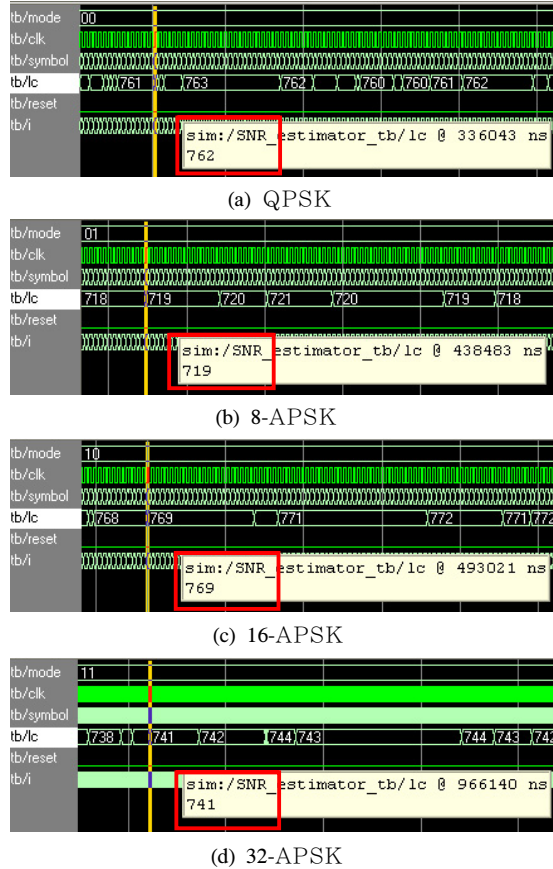 tb/mode 00
tb/clk
tb/symbol
tb/lc 761 763 762 760 760 761 762
tb/reset
tb/i
sim:/SNR_estimator_tb/lc @ 336043 ns
762
(a) QPSK
tb/mode 01
tb/clk
tb/symbol
tb/lc 718 719 720 721 720 719 718
tb/reset
tb/i
sim:/SNR_estimator_tb/lc @ 438483 ns
719
(b) 8-APSK
tb/mode 10
tb/clk
tb/symbol
tb/lc 768 769 771 772 771 772
tb/reset
tb/i
sim:/SNR_estimator_tb/lc @ 493021 ns
769
(c) 16-APSK
tb/mode 11
tb/clk
tb/symbol
tb/lc 738 741 742 744 743 744 743 742
tb/reset
tb/i
sim:/SNR_estimator_tb/lc @ 966140 ns
741
(d) 32-APSK